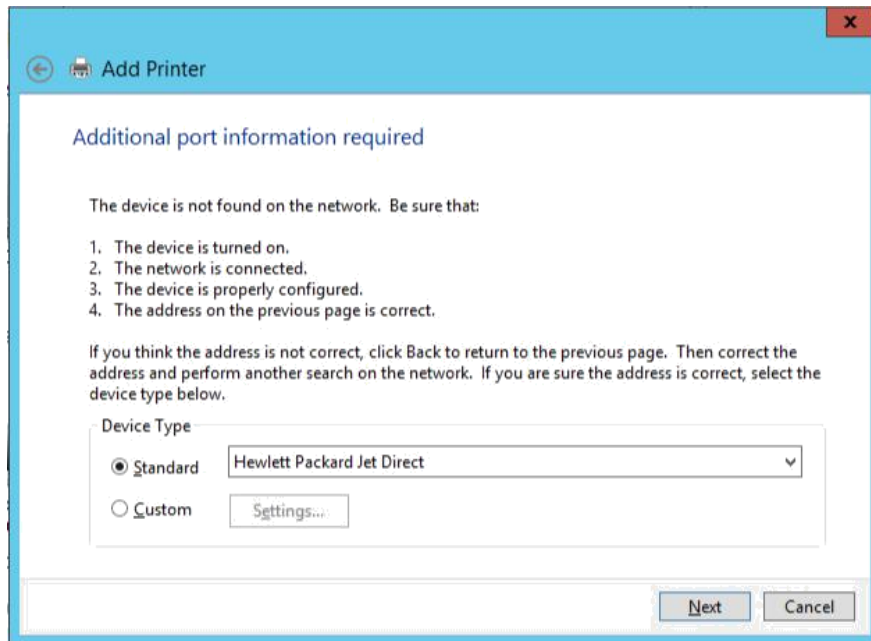 x
Add Printer
Additional port information required
The device is not found on the network. Be sure that:
1. The device is turned on.
2. The network is connected.
3. The device is properly configured.
4. The address on the previous page is correct.
If you think the address is not correct, click Back to return to the previous page. Then correct the
address and perform another search on the network. If you are sure the address is correct, select the
device type below.
Device Type
Standard Hewlett Packard Jet Direct
Custom Settings...
Next Cancel